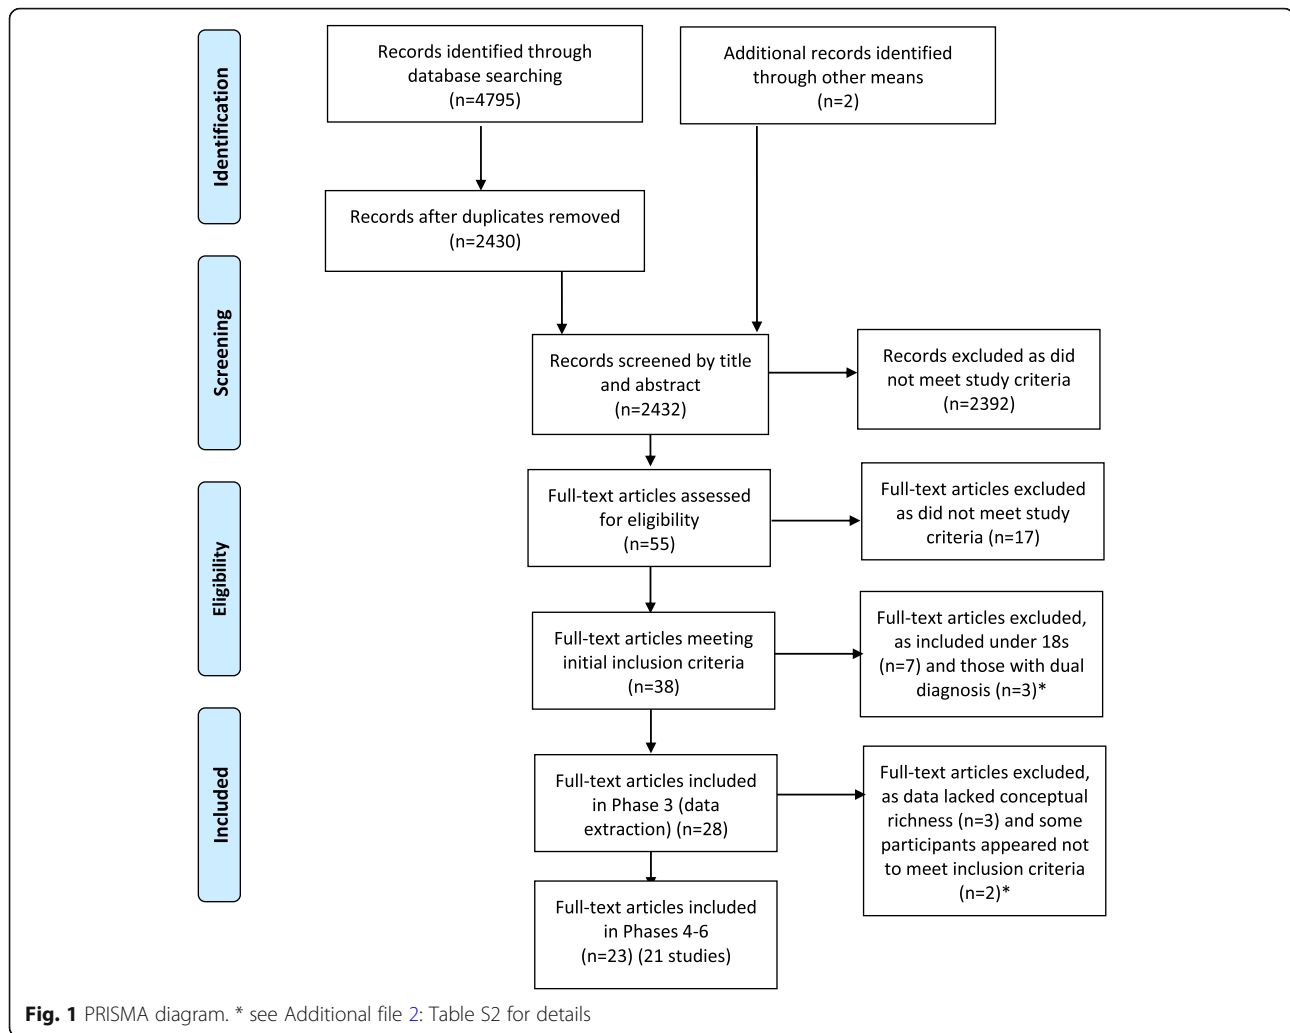 Identification
Records identified through
database searching
(n=4795)
Additional records identified
through other means
(n=2)
Records after duplicates removed
(n=2430)
Screening
Records screened by title
and abstract
(n=2432)
Records excluded as did
not meet study criteria
(n=2392)
Eligibility
Full-text articles assessed
for eligibility
(n=55)
Full-text articles excluded
as did not meet study
criteria (n=17)
Full-text articles meeting
initial inclusion criteria
(n=38)
Full-text articles excluded,
as included under 18s
(n=7) and those with dual
diagnosis (n=3)*
Included
Full-text articles included
in Phase 3 (data
extraction) (n=28)
Full-text articles excluded,
as data lacked conceptual
richness (n=3) and some
participants appeared not
to meet inclusion criteria
(n=2)*
Full-text articles included
in Phases 4-6
(n=23) (21 studies)
Fig. 1 PRISMA diagram. * see Additional file 2: Table S2 for details